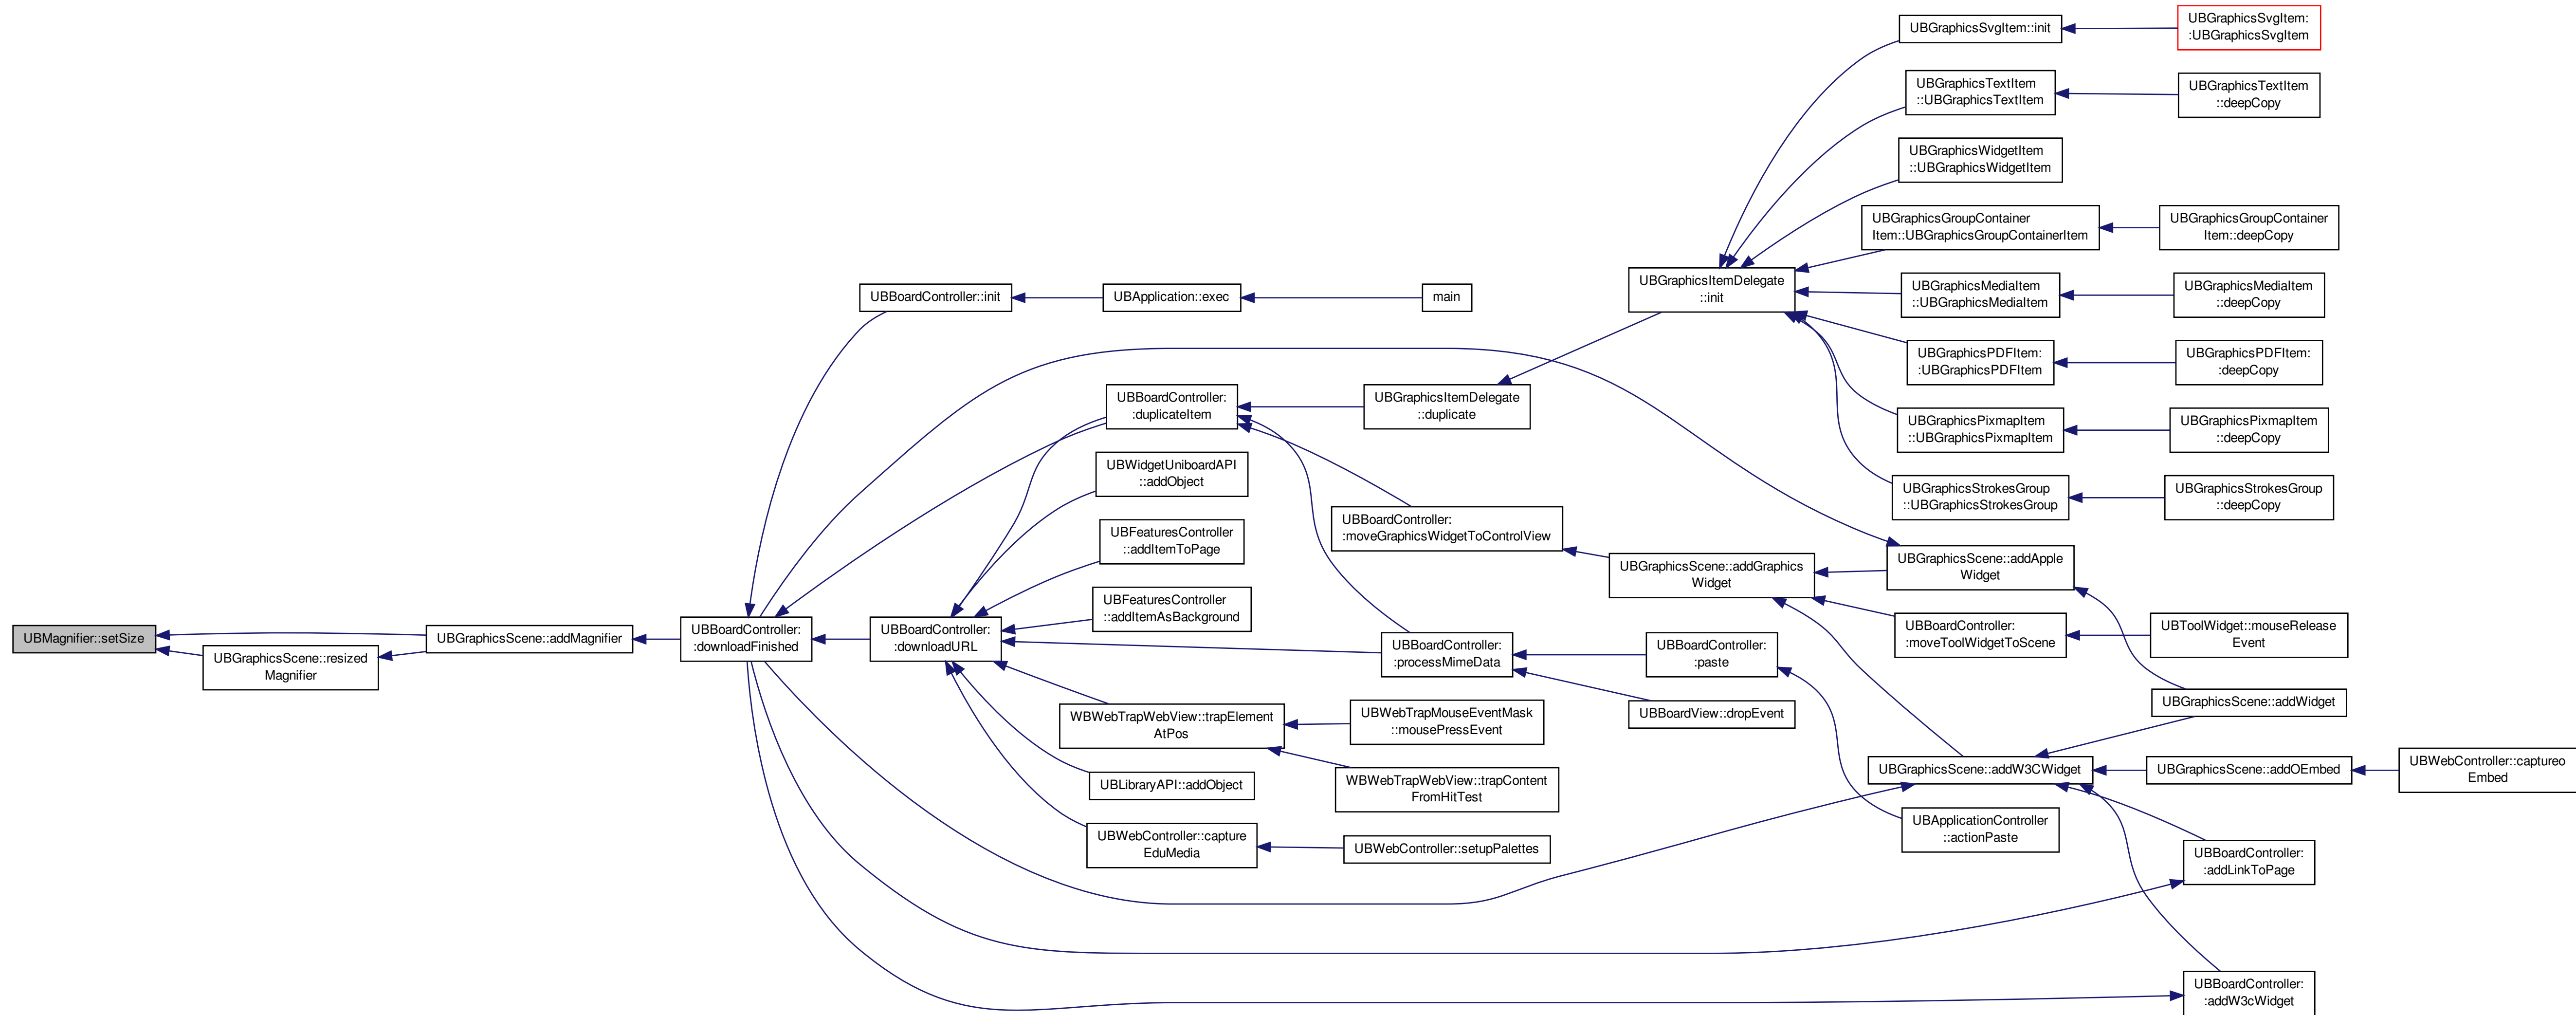 UBMagnifier::setSize
UBGraphicsScene::resized
Magnifier
UBGraphicsScene::addMagnifier
UBBoardController:
:downloadFinished
UBBoardController::init
UBApplication::exec
main
UBBoardController:
:downloadURL
UBBoardController:
:duplicateItem
UBWidgetUniboardAPI
::addObject
UBFeaturesController
::addItemToPage
UBFeaturesController
::addItemAsBackground
WBWebTrapWebView::trapElement
AtPos
UBLibraryAPI::addObject
UBWebController::capture
EduMedia
UBGraphicsItemDelegate
::duplicate
UBBoardController:
:moveGraphicsWidgetToControlView
UBBoardController:
:processMimeData
UBWebTrapMouseEventMask
::mousePressEvent
WBWebTrapWebView::trapContent
FromHitTest
UBWebController::setupPalettes
UBGraphicsItemDelegate
::init
UBGraphicsScene::addGraphics
Widget
UBBoardController:
:paste
UBBoardView::dropEvent
UBGraphicsSvgItem::init
UBGraphicsTextItem
::UBGraphicsTextItem
UBGraphicsWidgetItem
::UBGraphicsWidgetItem
UBGraphicsGroupContainer
Item::UBGraphicsGroupContainerItem
UBGraphicsMediaItem
::UBGraphicsMediaItem
UBGraphicsPDFItem:
:UBGraphicsPDFItem
UBGraphicsPixmapItem
::UBGraphicsPixmapItem
UBGraphicsStrokesGroup
::UBGraphicsStrokesGroup
UBGraphicsScene::addApple
Widget
UBBoardController:
:moveToolWidgetToScene
UBGraphicsScene::addW3CWidget
UBApplicationController
::actionPaste
UBGraphicsSvgItem:
:UBGraphicsSvgItem
UBGraphicsTextItem
::deepCopy
UBGraphicsGroupContainer
Item::deepCopy
UBGraphicsMediaItem
::deepCopy
UBGraphicsPDFItem:
:deepCopy
UBGraphicsPixmapItem
::deepCopy
UBGraphicsStrokesGroup
::deepCopy
UBToolWidget::mouseRelease
Event
UBGraphicsScene::addWidget
UBGraphicsScene::addOEmbed
UBWebController::captureo
Embed
UBBoardController:
:addLinkToPage
UBBoardController:
:addW3cWidget